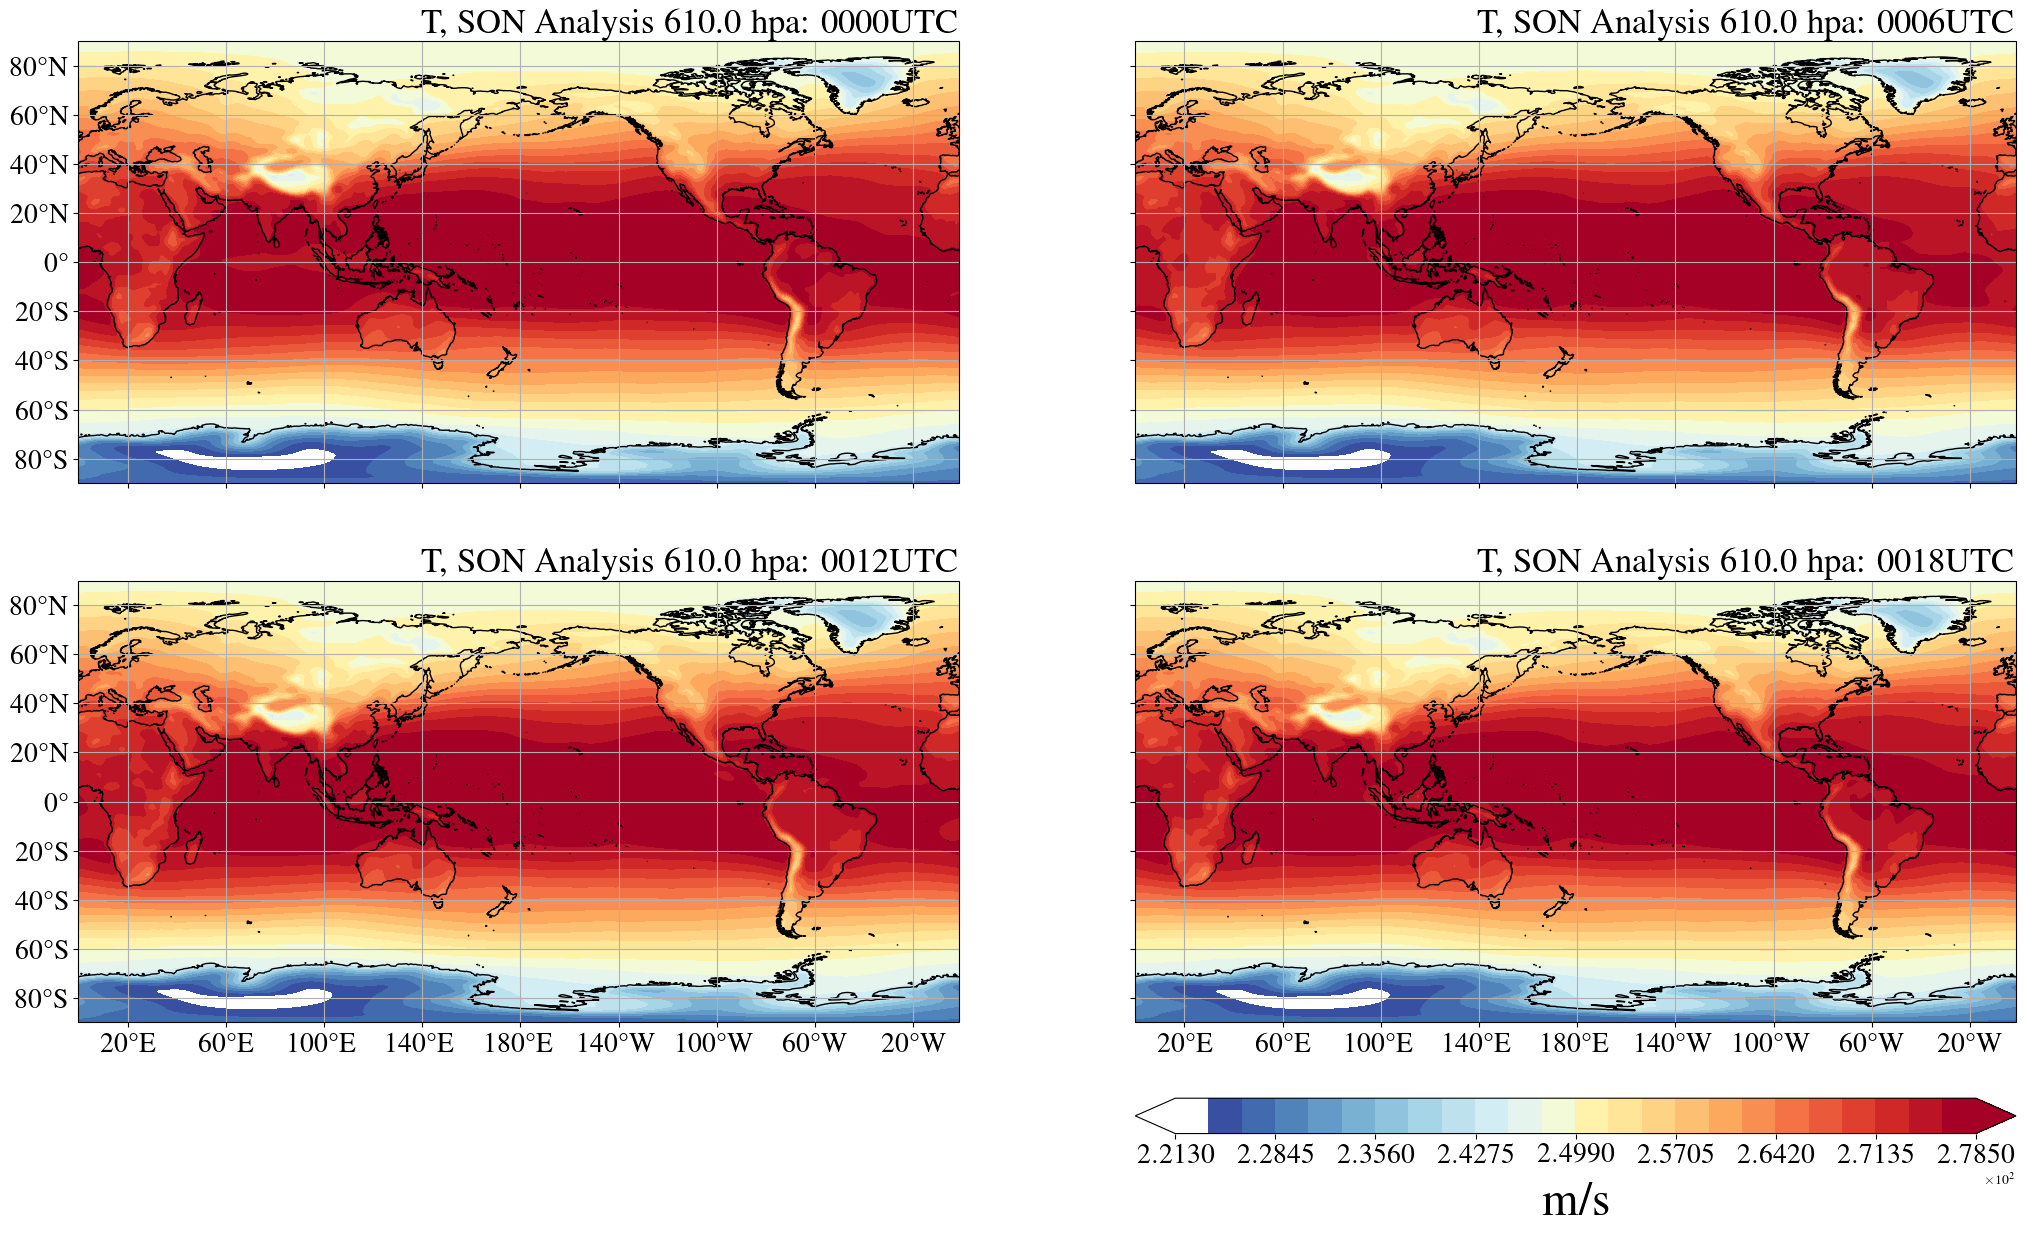 T, SON Analysis 610.0 hpa: 0000UTC
T, SON Analysis 610.0 hpa: 0006UTC
80°N
60°N
40°N
20°N
0°
20°S
40°S
60°S
80°S
T, SON Analysis 610.0 hpa: 0012UTC
T, SON Analysis 610.0 hpa: 0018UTC
80°N
60°N
40°N
20°N
0°
20°S
40°S
60°S
80°S
20°E 60°E 100°E 140°E 180°E 140°W 100°W 60°W 20°W
20°E 60°E 100°E 140°E 180°E 140°W 100°W 60°W 20°W
2.2130 2.2845 2.3560 2.4275 2.4990 2.5705 2.6420 2.7135 2.7850
×10²
m/s